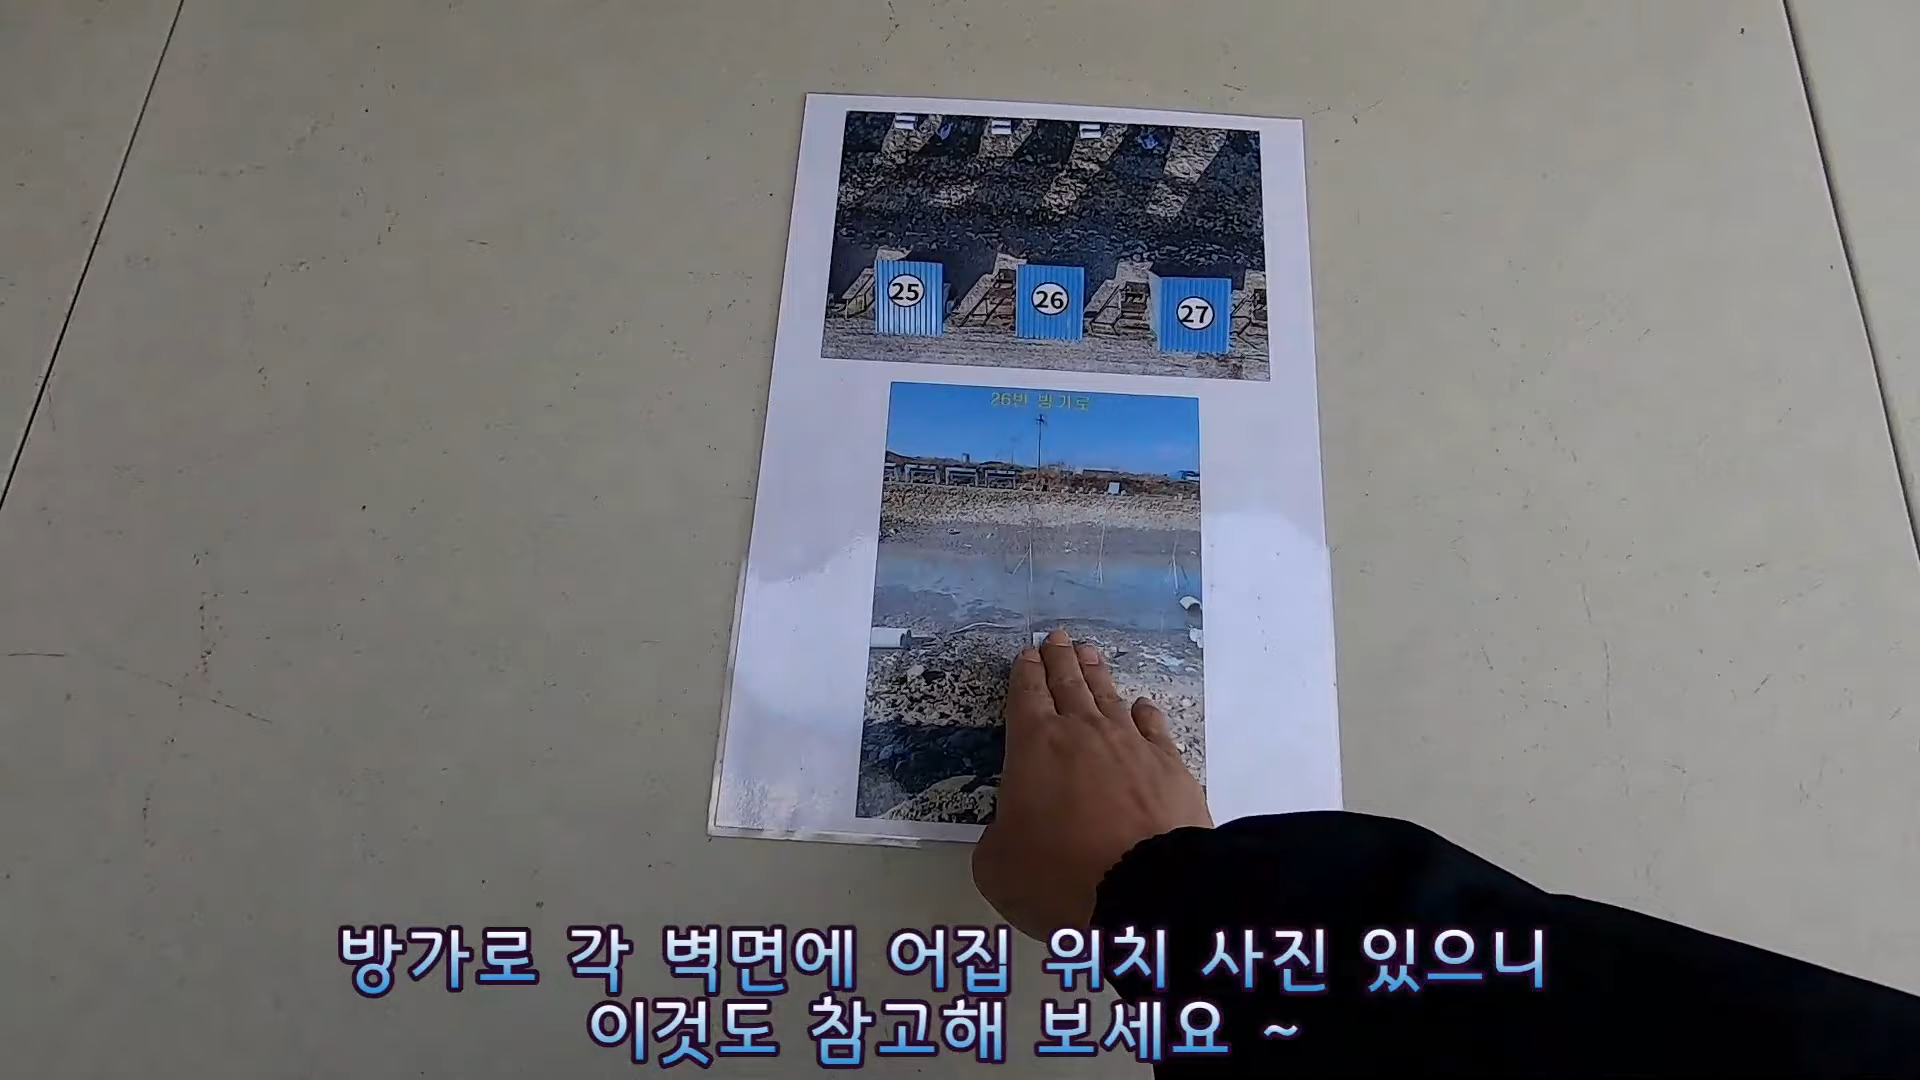 25
26
27
26번 방가로
방가로 각 벽면에 어집 위치 사진 있으니
이것도 참고해 보세요 ~